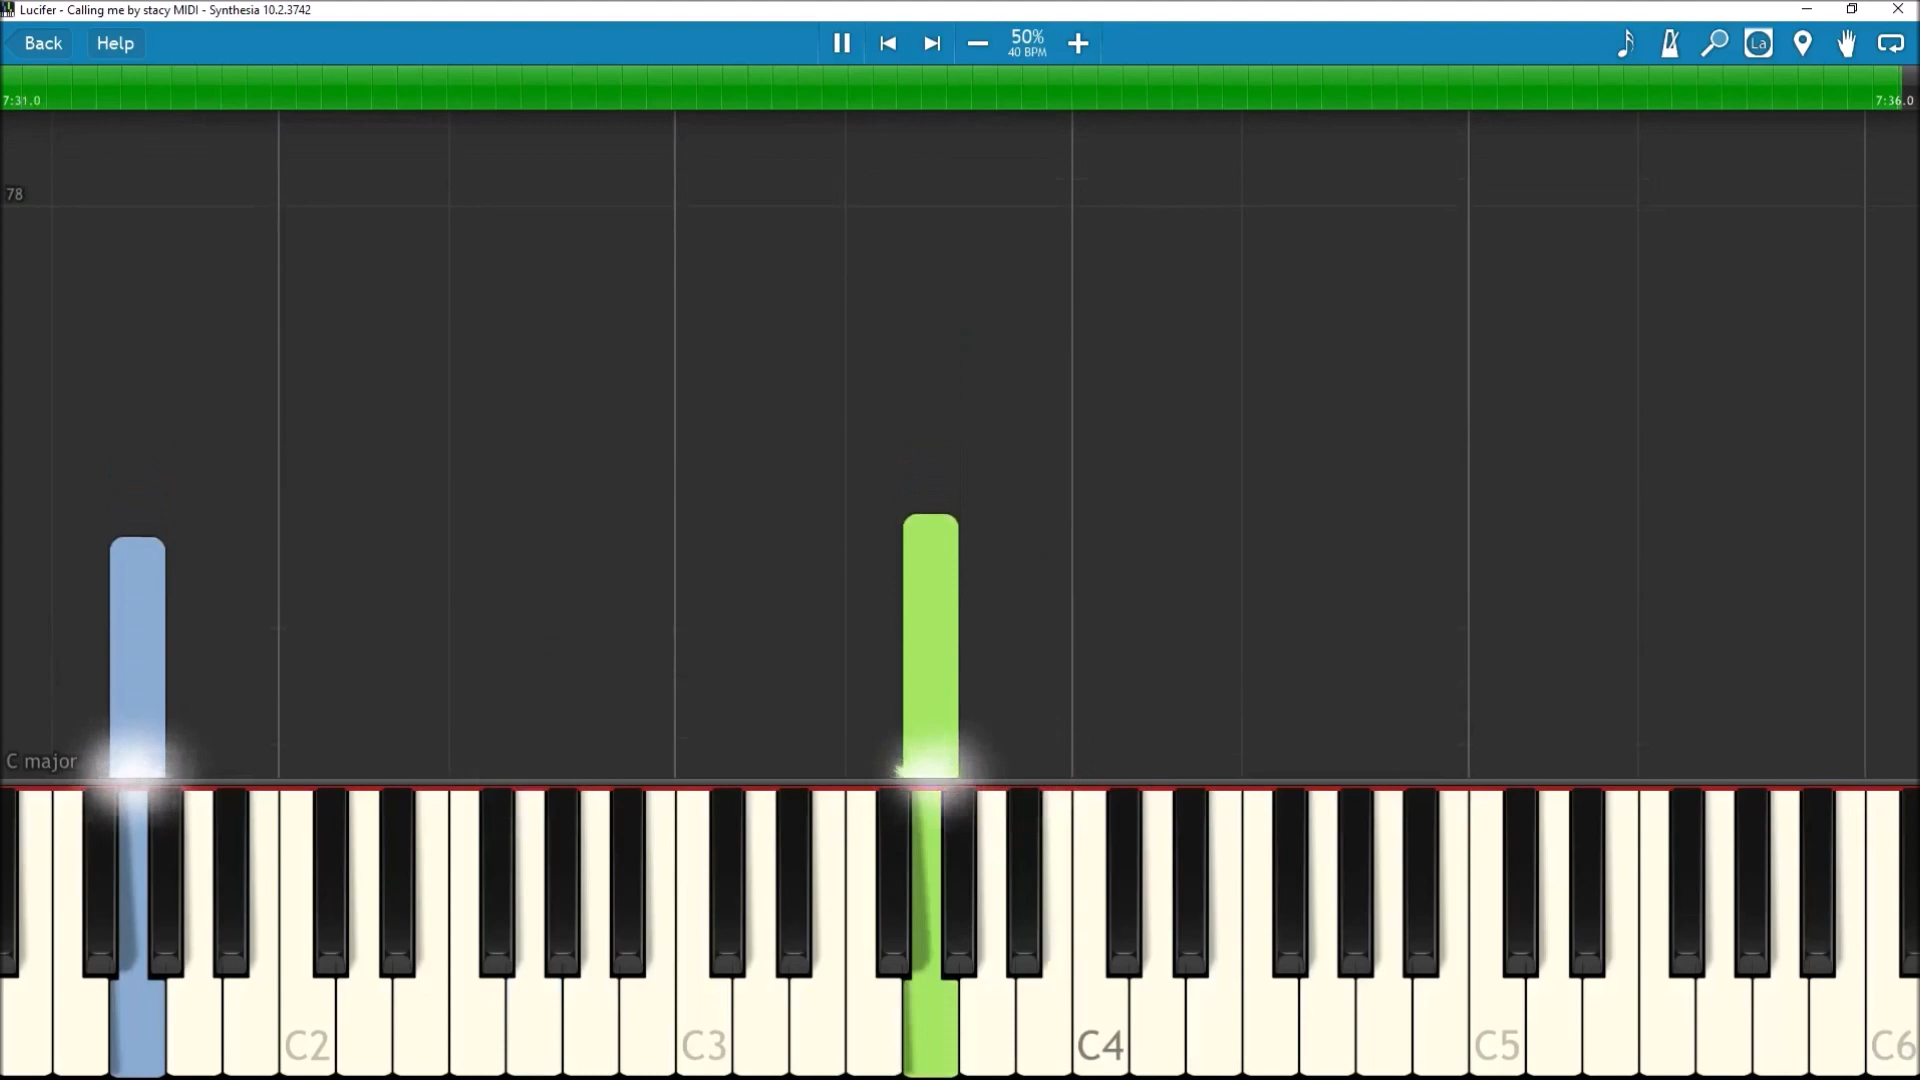 Lucifer - Calling me by stacy MIDI - Synthesia 10.2.3742
Back
Help
50%
40 BPM
La
7:31.0
7:36.0
78
C major
C2
C3
C4
C5
C6